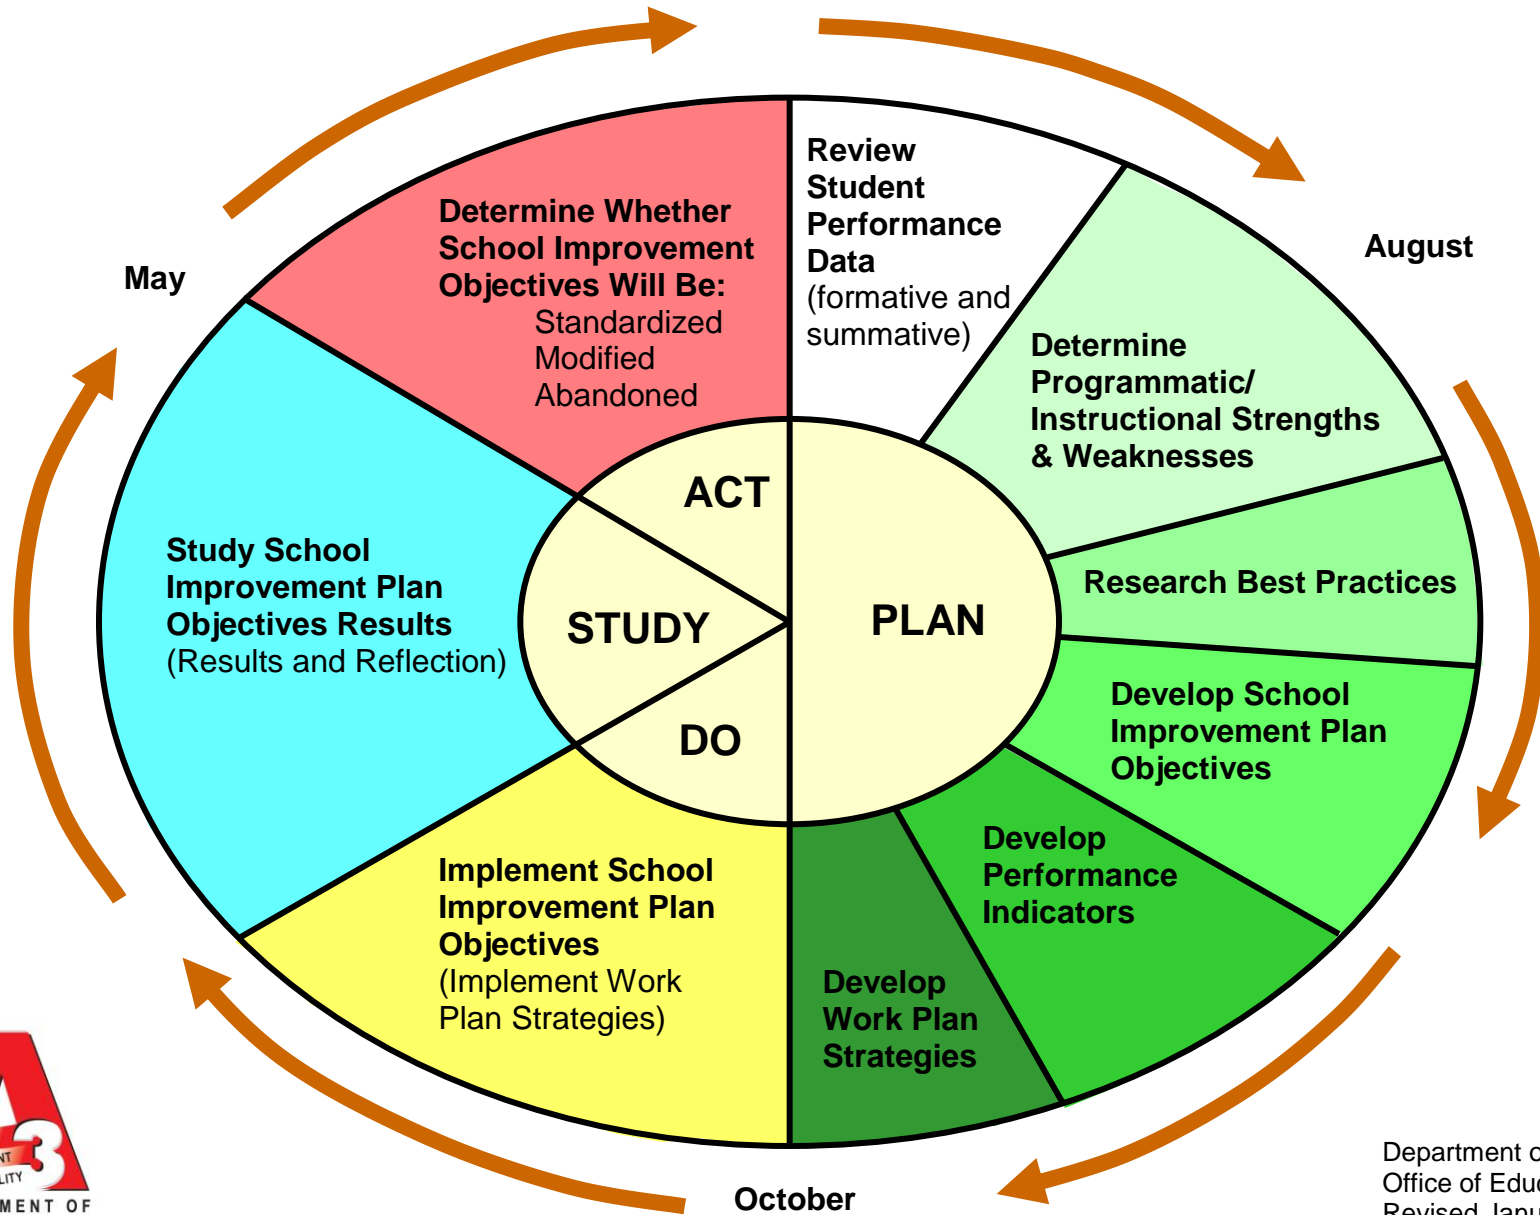 Review
Student
Performance
Data
(formative and
summative)
August
Determine
Programmatic/
Instructional Strengths
& Weaknesses
Research Best Practices
Develop School
Improvement Plan
Objectives
Develop
Performance
Indicators
Develop
Work Plan
Strategies
October
Implement School
Improvement Plan
Objectives
(Implement Work
Plan Strategies)
Study School
Improvement Plan
Objectives Results
(Results and Reflection)
May
Determine Whether
School Improvement
Objectives Will Be:
Standardized
Modified
Abandoned
ACT
STUDY
DO
PLAN
3
OF
Department
Office of
Revised